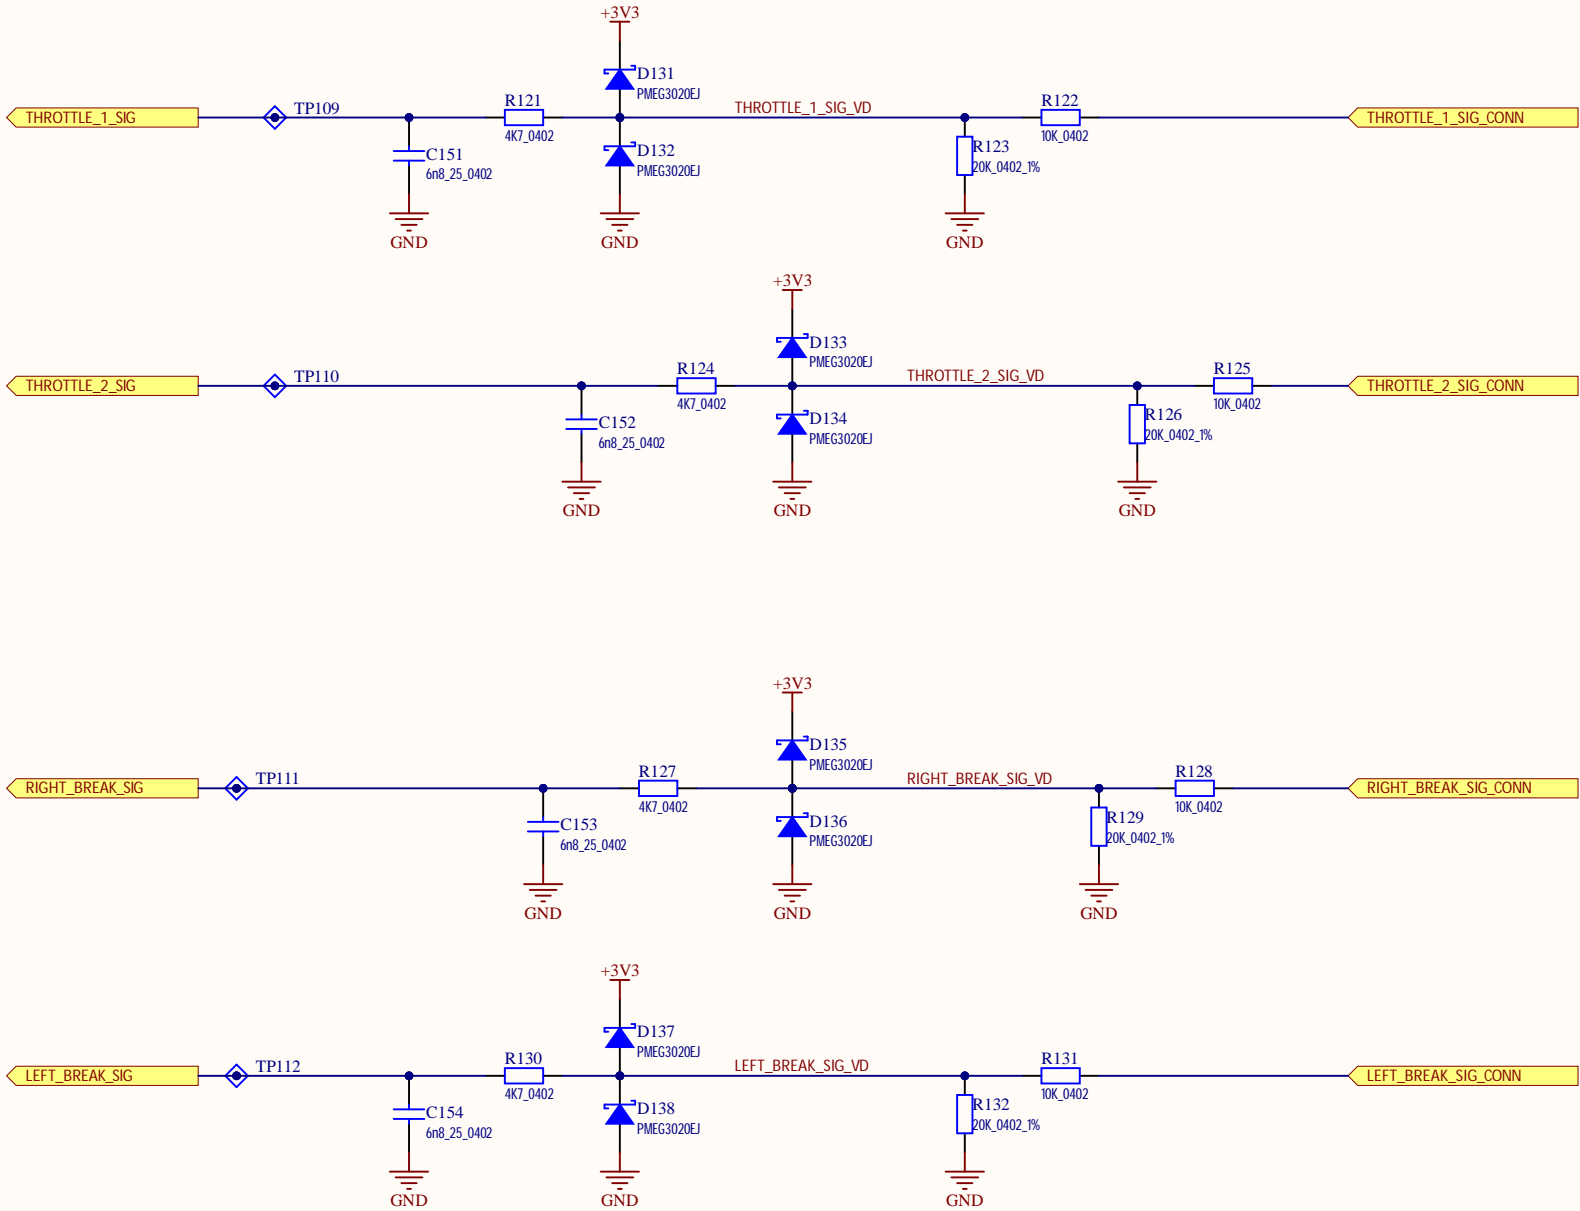 +3V3
D131
PMEG3020EJ
THROTTLE_1_SIG
TP109
R121
4K7_0402
THROTTLE_1_SIG_VD
R122
10K_0402
THROTTLE_1_SIG_CONN
C151
6n8_25_0402
D132
PMEG3020EJ
R123
20K_0402_1%
GND
GND
GND
+3V3
D133
PMEG3020EJ
THROTTLE_2_SIG
TP110
R124
4K7_0402
THROTTLE_2_SIG_VD
R125
10K_0402
THROTTLE_2_SIG_CONN
C152
6n8_25_0402
D134
PMEG3020EJ
R126
20K_0402_1%
GND
GND
GND
+3V3
D135
PMEG3020EJ
RIGHT_BREAK_SIG
TP111
R127
4K7_0402
RIGHT_BREAK_SIG_VD
R128
10K_0402
RIGHT_BREAK_SIG_CONN
C153
6n8_25_0402
D136
PMEG3020EJ
R129
20K_0402_1%
GND
GND
GND
+3V3
D137
PMEG3020EJ
LEFT_BREAK_SIG
TP112
R130
4K7_0402
LEFT_BREAK_SIG_VD
R131
10K_0402
LEFT_BREAK_SIG_CONN
C154
6n8_25_0402
D138
PMEG3020EJ
R132
20K_0402_1%
GND
GND
GND